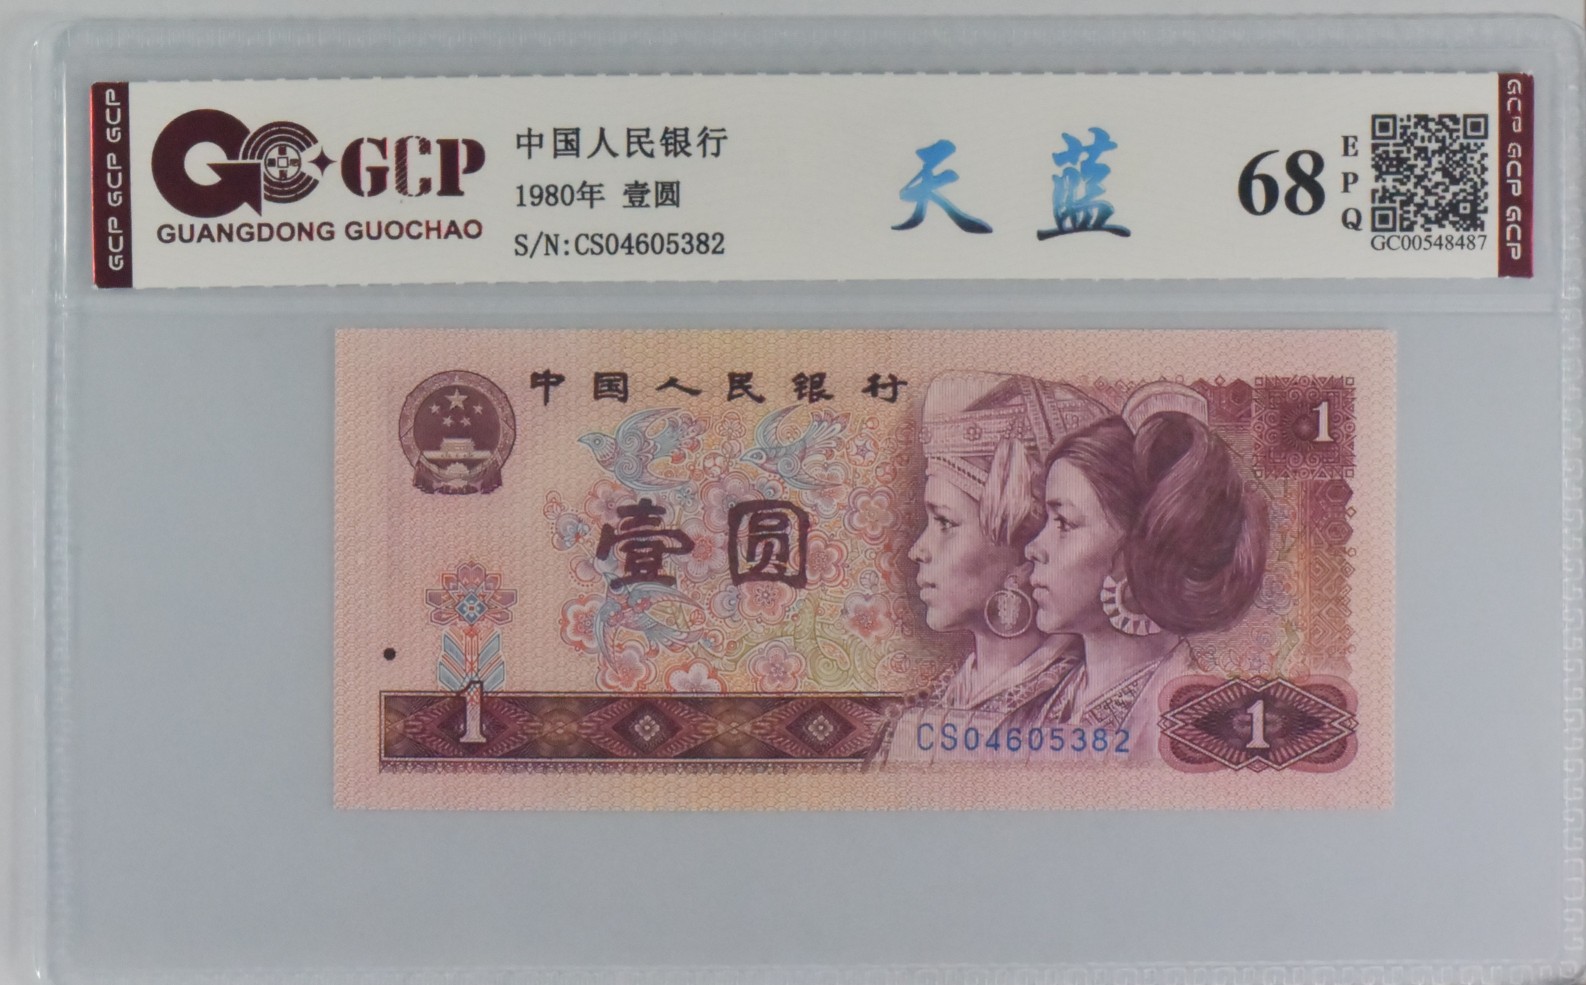 GCP GCP GCP
GCP
GUANGDONG GUOCHAO
中国人民银行
1980年 壹圆
S/N:CS04605382
天蓝
68
EPQ
GC00548487
GCP GCP GCP
中国人民银行
1
壹圆
1
CS04605382
1